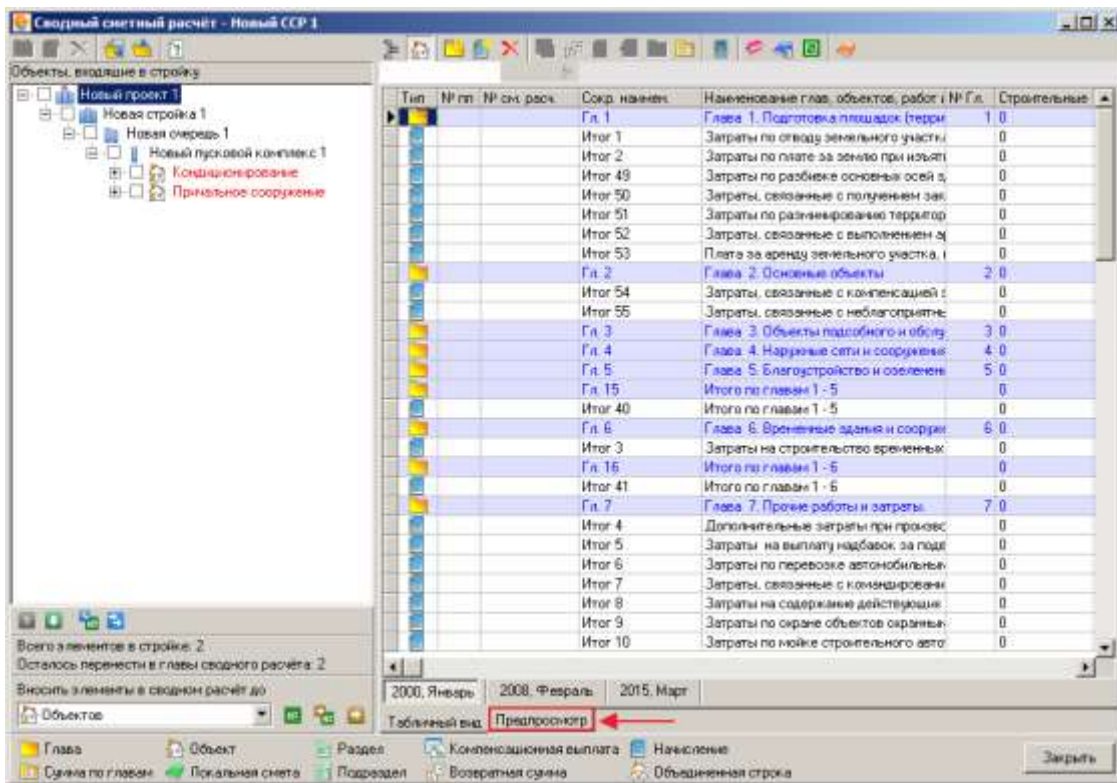 Сводный сметный расчёт - Новый ССР 1
Объекты, входящие в стройку
Новый проект 1
Новая стройка 1
Новая очередь 1
Новый пусковой комплекс 1
Кондиционирование
Причальное сооружение
Тип № пп № см. расч. Сокр. наимен. Наименование глав, объектов, работ и № Гл. Строительные
Гл. 1 Глава 1. Подготовка площадок (терри 1 0
Итог 1 Затраты по отводу земельного участка 0
Итог 2 Затраты по плате за землю при изъяти 0
Итог 49 Затраты по разбивке основных осей з 0
Итог 50 Затраты, связанные с получением зак 0
Итог 51 Затраты по разминированию территор 0
Итог 52 Затраты, связанные с выполнением ар 0
Итог 53 Плата за аренду земельного участка, 0
Гл. 2 Глава 2. Основные объекты 2 0
Итог 54 Затраты, связанные с компенсацией 0
Итог 55 Затраты, связанные с неблагоприятны 0
Гл. 3 Глава 3. Объекты подсобного и обслу 3 0
Гл. 4 Глава 4. Наружные сети и сооружения 4 0
Гл. 5 Глава 5. Благоустройство и озеленени 5 0
Гл. 15 Итого по главам 1 - 5 0
Итог 40 Итого по главам 1 - 5 0
Гл. 6 Глава 6. Временные здания и сооруже 6 0
Итог 3 Затраты на строительство временных 0
Гл. 16 Итого по главам 1 - 6 0
Итог 41 Итого по главам 1 - 6 0
Гл. 7 Глава 7. Прочие работы и затраты. 7 0
Итог 4 Дополнительные затраты при произвс 0
Итог 5 Затраты на выплату надбавок за подв 0
Итог 6 Затраты по перевозке автомобильным 0
Итог 7 Затраты, связанные с командировани 0
Итог 8 Затраты на содержание действующих 0
Итог 9 Затраты по охране объектов охранным 0
Итог 10 Затраты по мойке строительного авто 0
Всего элементов в стройке: 2
Осталось перенести в главы сводного расчёта: 2
Вносить элементы в сводном расчёт до
Объектов
2000, Январь 2008, Февраль 2015, Март
Табличный вид Предпросмотр
Глава Объект Раздел Компенсационная выплата Начисление
Сумма по главам Локальная смета Подраздел Возвратная сумма Объединенная строка
Закрыть